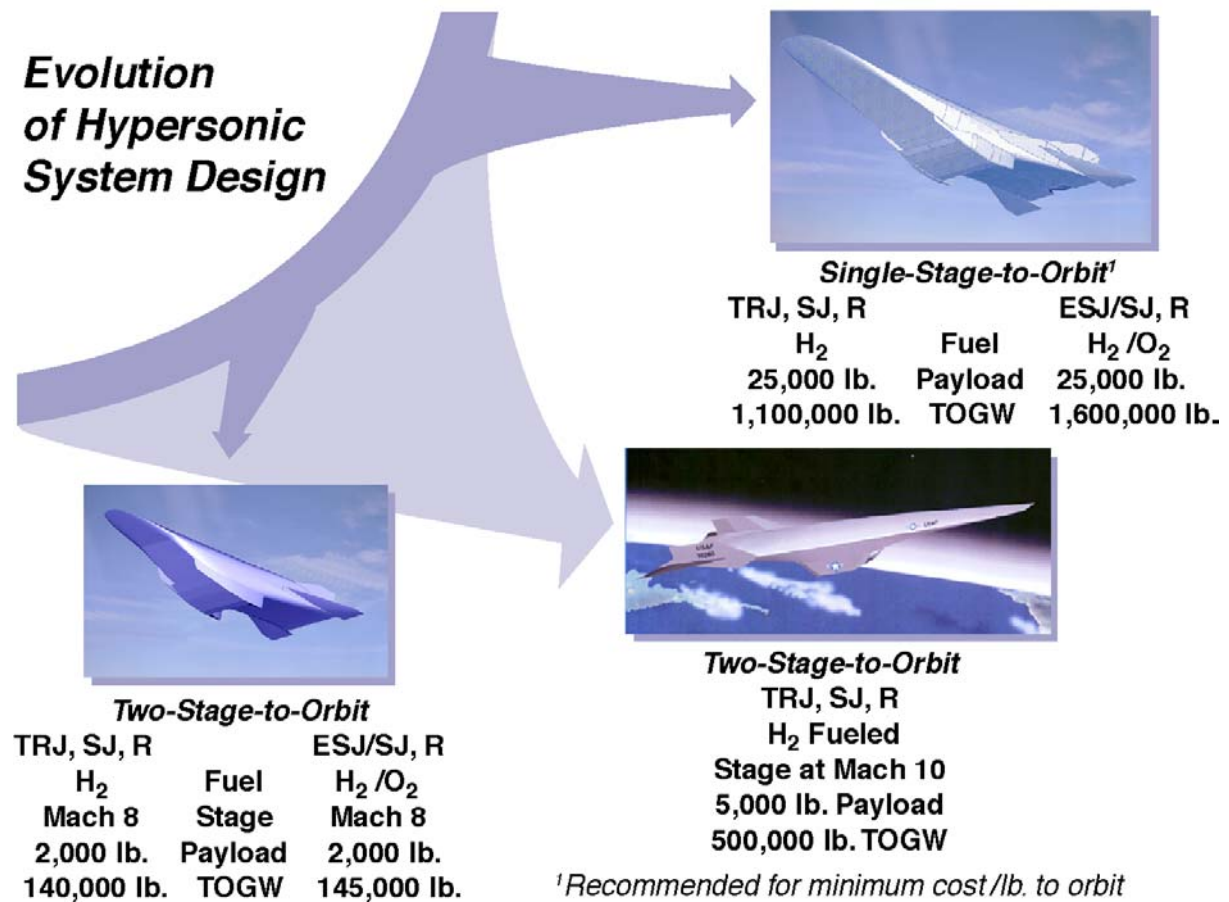 Evolution
of Hypersonic
System Design
Single-Stage-to-Orbit¹
TRJ, SJ, R ESJ/SJ, R
H₂ Fuel H₂/O₂
25,000 lb. Payload 25,000 lb.
1,100,000 lb. TOGW 1,600,000 lb.
USAF
USAF
Two-Stage-to-Orbit
TRJ, SJ, R ESJ/SJ, R
H₂ Fuel H₂/O₂
Mach 8 Stage Mach 8
2,000 lb. Payload 2,000 lb.
140,000 lb. TOGW 145,000 lb.
Two-Stage-to-Orbit
TRJ, SJ, R
H₂ Fueled
Stage at Mach 10
5,000 lb. Payload
500,000 lb. TOGW
¹Recommended for minimum cost/lb. to orbit